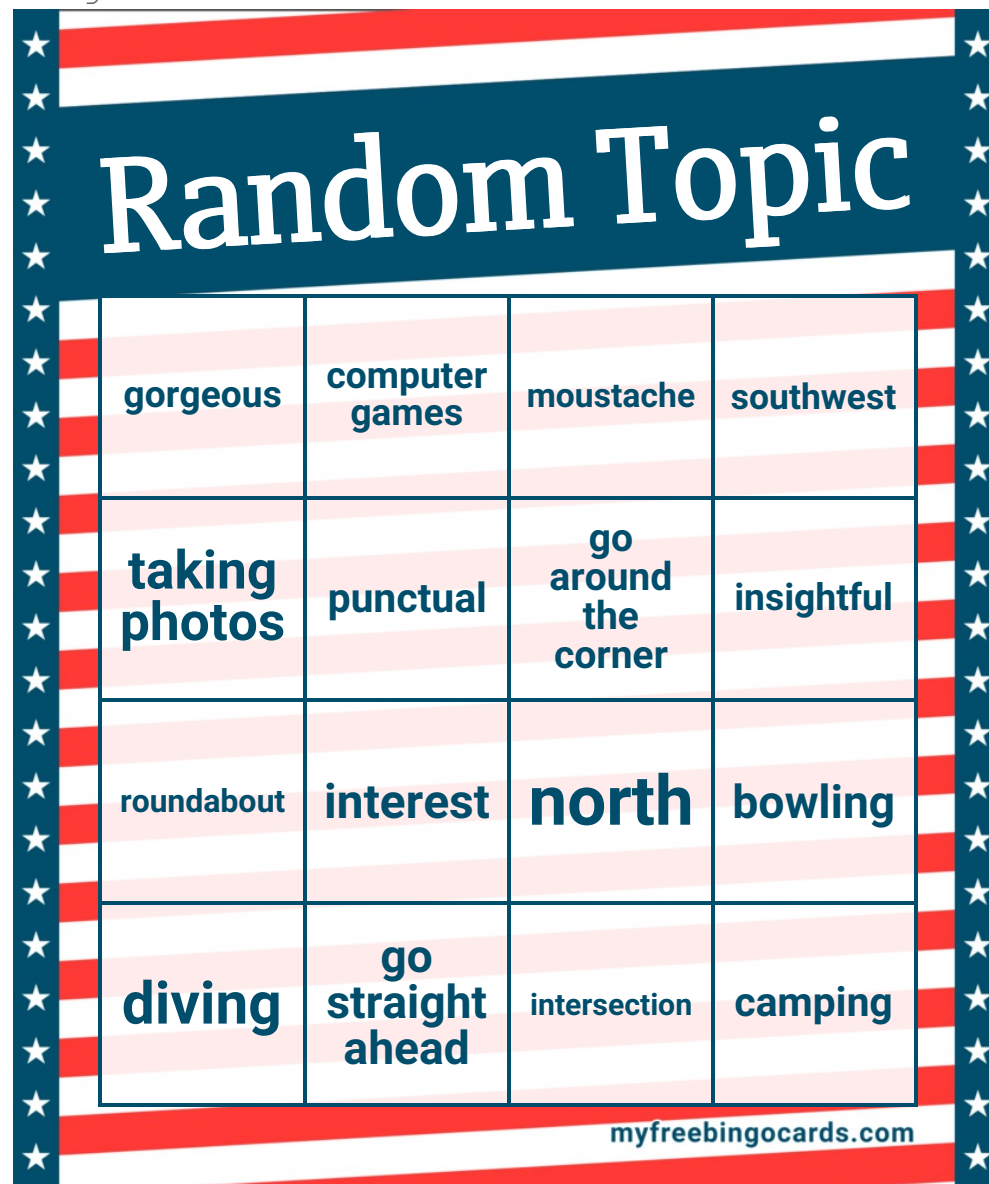 Random Topic
gorgeous
computer
games
moustache
southwest
taking
photos
punctual
go
around
the
corner
insightful
roundabout
interest
north
bowling
diving
go
straight
ahead
intersection
camping
myfreebingocards.com